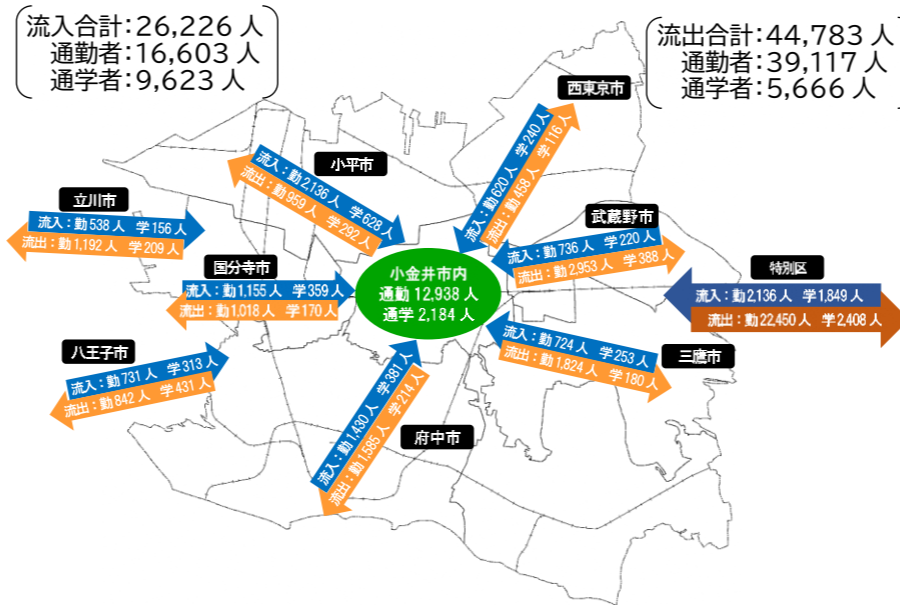 流入合計：26,226 人
通勤者：16,603 人
通学者：9,623 人
流出合計：44,783 人
通勤者：39,117 人
通学者：5,666 人
西東京市
流入：勤 620 人　学 240 人
流出：勤 458 人　学 116 人
小平市
流入：勤 2,136 人　学 628 人
流出：勤 959 人　学 292 人
立川市
流入：勤 538 人　学 156 人
流出：勤 1,192 人　学 209 人
武蔵野市
流入：勤 736 人　学 220 人
流出：勤 2,953 人　学 388 人
国分寺市
流入：勤 1,155 人　学 359 人
流出：勤 1,018 人　学 170 人
小金井市内
通勤 12,938 人
通学 2,184 人
特別区
流入：勤 2,136 人　学 1,849 人
流出：勤 22,450 人　学 2,408 人
八王子市
流入：勤 731 人　学 313 人
流出：勤 842 人　学 431 人
三鷹市
流入：勤 724 人　学 253 人
流出：勤 1,824 人　学 180 人
府中市
流入：勤 1,430 人　学 381 人
流出：勤 1,585 人　学 214 人